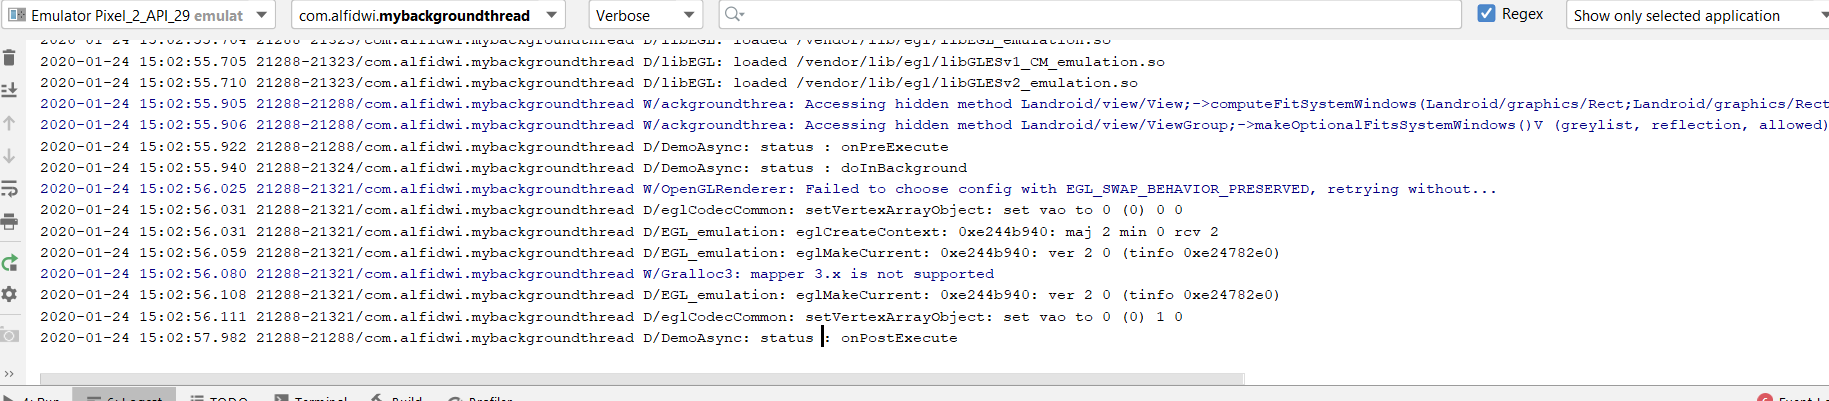 Emulator Pixel_2_API_29 emulat com.alfidwi.mybackgroundthread Verbose Regex Show only selected application
2020-01-24 15:02:55.704 21288-21323/com.alfidwi.mybackgroundthread D/libEGL: loaded /vendor/lib/egl/libEGL_emulation.so
2020-01-24 15:02:55.705 21288-21323/com.alfidwi.mybackgroundthread D/libEGL: loaded /vendor/lib/egl/libGLESv1_CM_emulation.so
2020-01-24 15:02:55.710 21288-21323/com.alfidwi.mybackgroundthread D/libEGL: loaded /vendor/lib/egl/libGLESv2_emulation.so
2020-01-24 15:02:55.905 21288-21288/com.alfidwi.mybackgroundthread W/ackgroundthrea: Accessing hidden method Landroid/view/View;->computeFitSystemWindows(Landroid/graphics/Rect;Landroid/graphics/Rect
2020-01-24 15:02:55.906 21288-21288/com.alfidwi.mybackgroundthread W/ackgroundthrea: Accessing hidden method Landroid/view/ViewGroup;->makeOptionalFitsSystemWindows()V (greylist, reflection, allowed)
2020-01-24 15:02:55.922 21288-21288/com.alfidwi.mybackgroundthread D/DemoAsync: status : onPreExecute
2020-01-24 15:02:55.940 21288-21324/com.alfidwi.mybackgroundthread D/DemoAsync: status : doInBackground
2020-01-24 15:02:56.025 21288-21321/com.alfidwi.mybackgroundthread W/OpenGLRenderer: Failed to choose config with EGL_SWAP_BEHAVIOR_PRESERVED, retrying without...
2020-01-24 15:02:56.031 21288-21321/com.alfidwi.mybackgroundthread D/eglCodecCommon: setVertexArrayObject: set vao to 0 (0) 0 0
2020-01-24 15:02:56.031 21288-21321/com.alfidwi.mybackgroundthread D/EGL_emulation: eglCreateContext: 0xe244b940: maj 2 min 0 rcv 2
2020-01-24 15:02:56.059 21288-21321/com.alfidwi.mybackgroundthread D/EGL_emulation: eglMakeCurrent: 0xe244b940: ver 2 0 (tinfo 0xe24782e0)
2020-01-24 15:02:56.080 21288-21321/com.alfidwi.mybackgroundthread W/Gralloc3: mapper 3.x is not supported
2020-01-24 15:02:56.108 21288-21321/com.alfidwi.mybackgroundthread D/EGL_emulation: eglMakeCurrent: 0xe244b940: ver 2 0 (tinfo 0xe24782e0)
2020-01-24 15:02:56.111 21288-21321/com.alfidwi.mybackgroundthread D/eglCodecCommon: setVertexArrayObject: set vao to 0 (0) 1 0
2020-01-24 15:02:57.982 21288-21288/com.alfidwi.mybackgroundthread D/DemoAsync: status : onPostExecute
4: Run 6: Logcat TODO Terminal Build Profiler